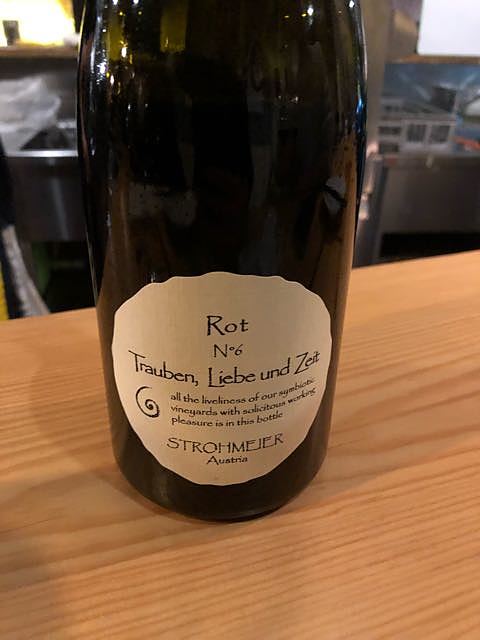 Rot
Nº6
Trauben, Liebe und Zeit
all the liveliness of our symbiotic
vineyards with solicitous working
pleasure is in this bottle
STROHMEIER
Austria